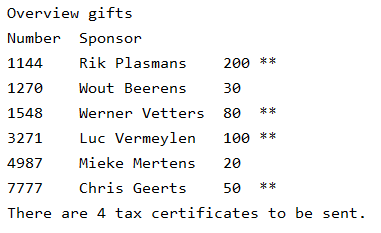 Overview gifts
Number  Sponsor
1144    Rik Plasmans    200 **
1270    Wout Beerens    30
1548    Werner Vetters  80  **
3271    Luc Vermeylen   100 **
4987    Mieke Mertens   20
7777    Chris Geerts    50  **
There are 4 tax certificates to be sent.